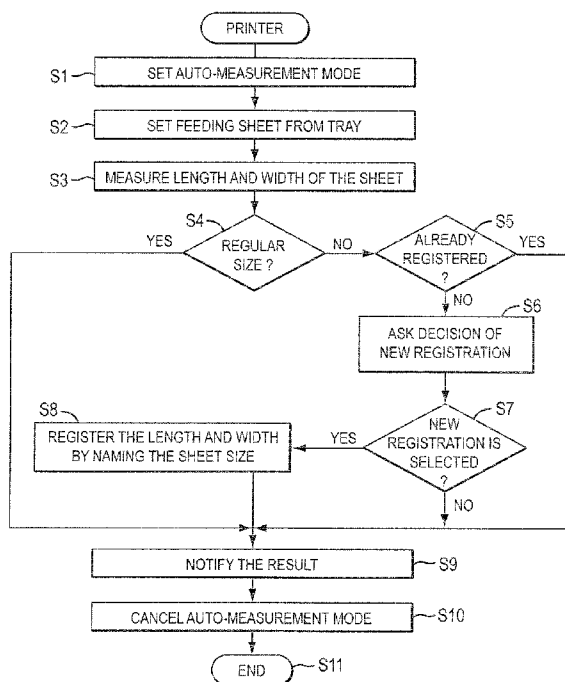 PRINTER
S1
SET AUTO-MEASUREMENT MODE
S2
SET FEEDING SHEET FROM TRAY
S3
MEASURE LENGTH AND WIDTH OF THE SHEET
S4
YES
REGULAR
SIZE ?
NO
S5
ALREADY
REGISTERED
?
YES
NO
S6
ASK DECISION OF
NEW REGISTRATION
S7
NEW
REGISTRATION IS
SELECTED
?
YES
NO
S8
REGISTER THE LENGTH AND WIDTH
BY NAMING THE SHEET SIZE
NOTIFY THE RESULT
S9
CANCEL AUTO-MEASUREMENT MODE
S10
END
S11